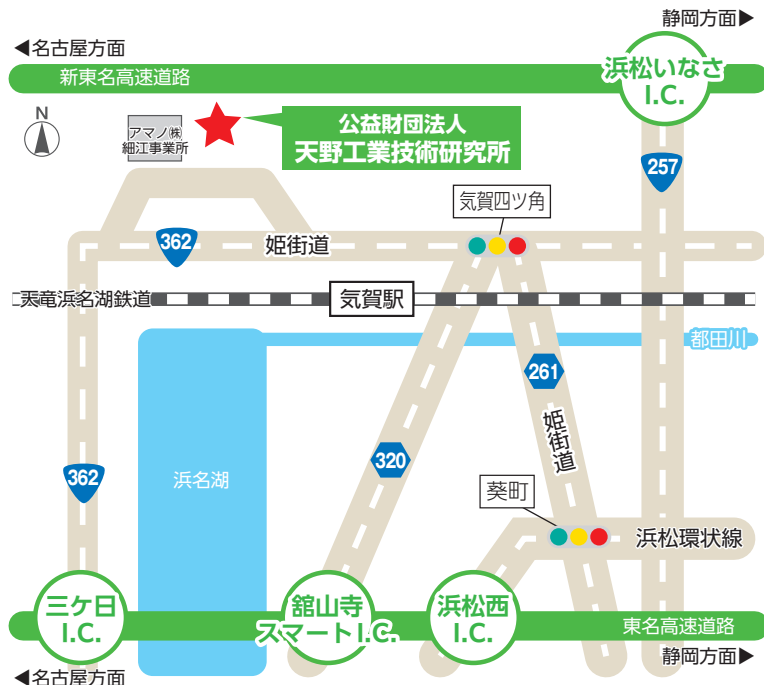 静岡方面▶
◀名古屋方面
新東名高速道路
浜松いなさ
I.C.
N
アマノ㈱
細江事業所
公益財団法人
天野工業技術研究所
257
気賀四ツ角
362
姫街道
天竜浜名湖鉄道
気賀駅
都田川
261
姫街道
320
362
浜名湖
葵町
浜松環状線
三ケ日
I.C.
舘山寺
スマートI.C.
浜松西
I.C.
東名高速道路
静岡方面▶
◀名古屋方面